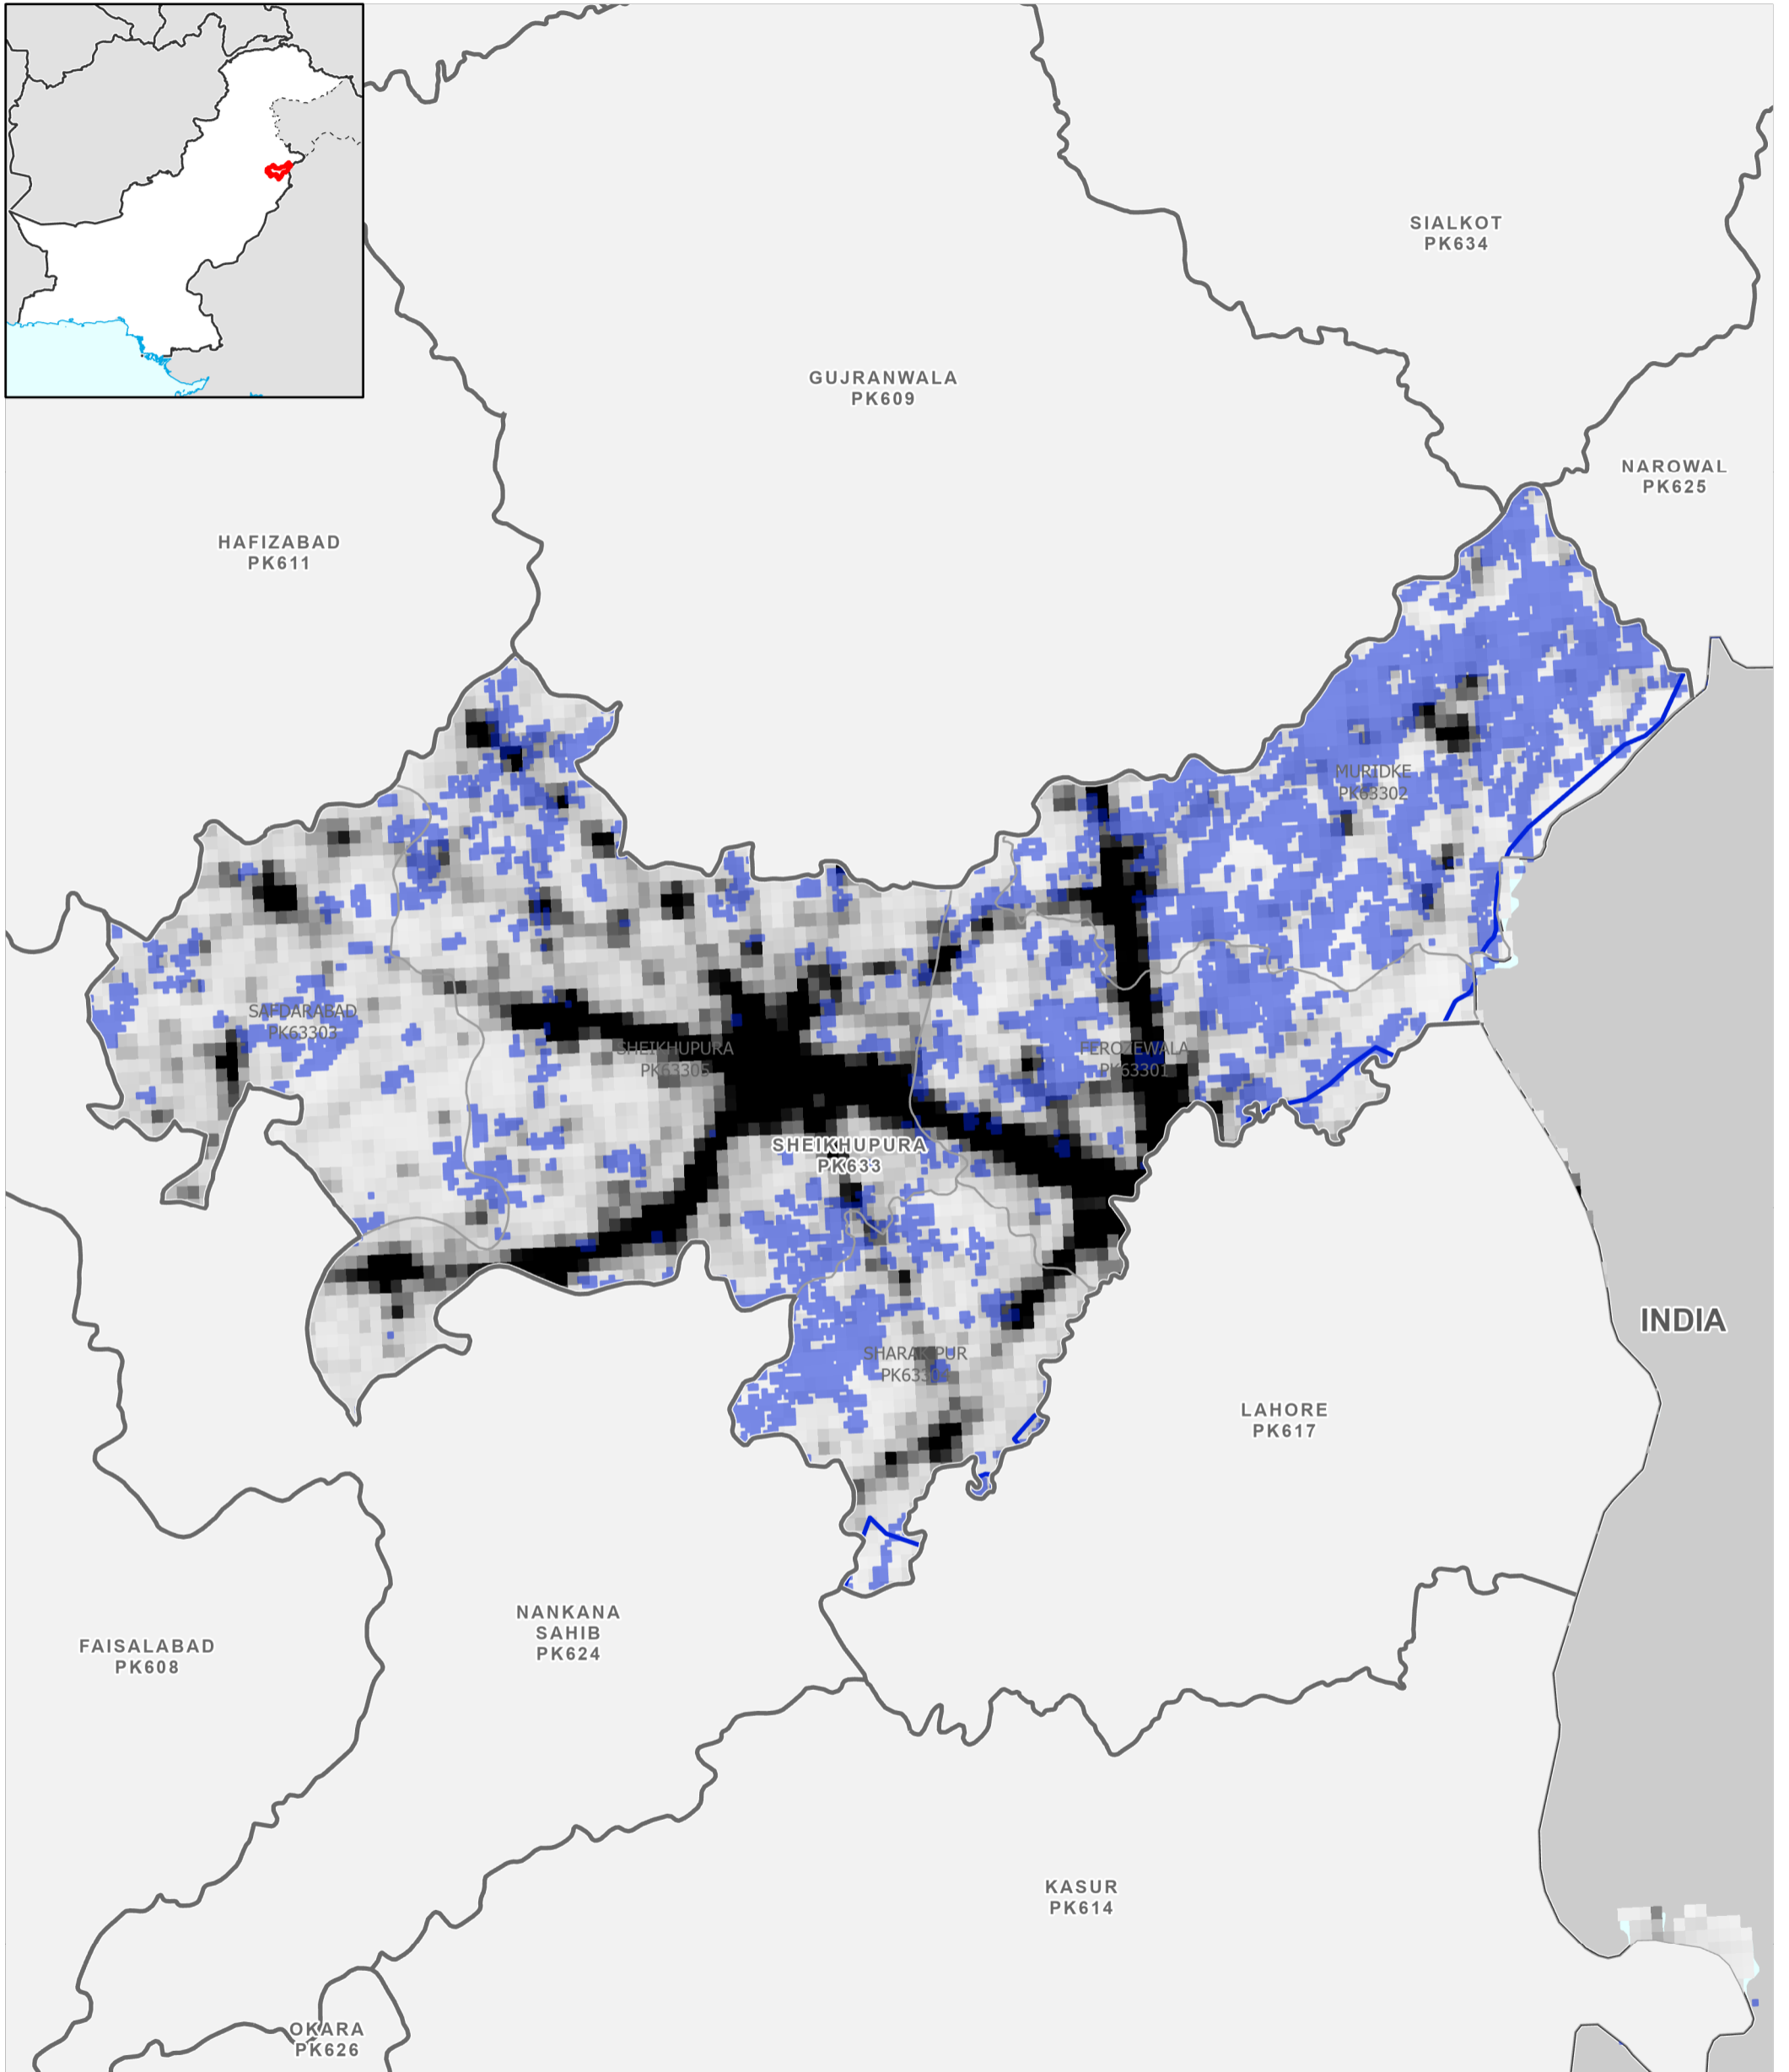 SIALKOT
PK634
GUJRANWALA
PK609
NAROWAL
PK625
HAFIZABAD
PK611
MURIDKE
PK63302
SAFDARABAD
PK63303
SHEIKHUPURA
PK63305
FEROZEWALA
PK63301
SHEIKHUPURA
PK633
INDIA
SHARAKPUR
LAHORE
PK617
NANKANA
SAHIB
PK624
FAISALABAD
PK608
KASUR
PK614
OKARA
PK626